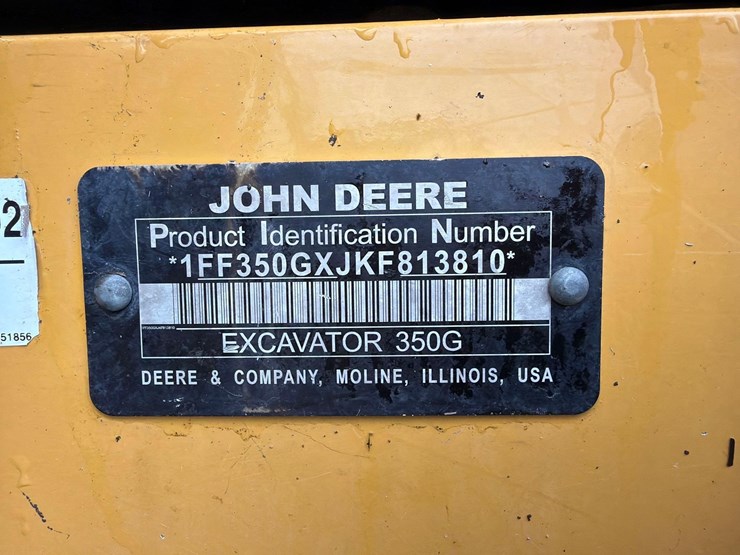 JOHN DEERE
Product Identification Number
*1FF350GXJKF813810*
EXCAVATOR 350G
DEERE & COMPANY, MOLINE, ILLINOIS, USA
2
51856